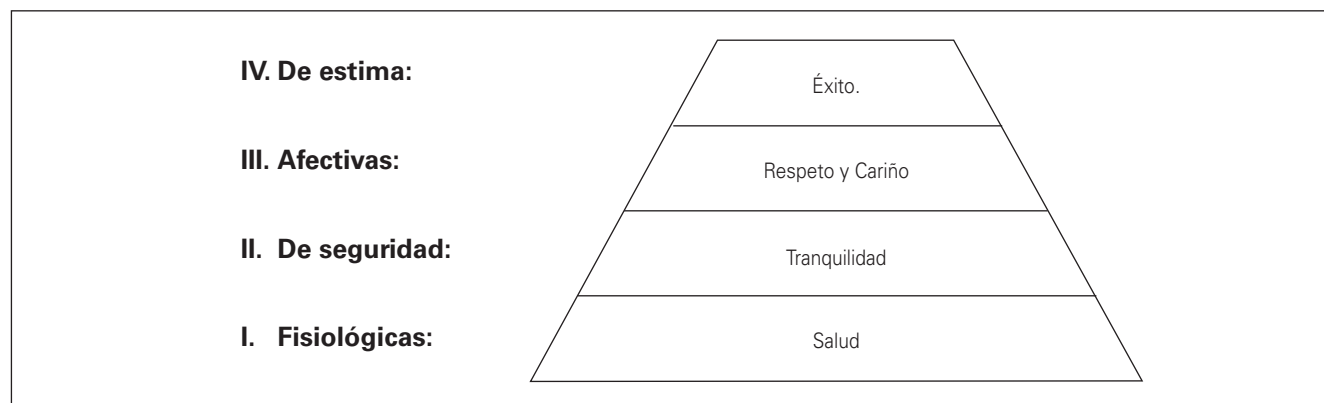 IV. De estima:
Éxito.
III. Afectivas:
Respeto y Cariño
II. De seguridad:
Tranquilidad
I. Fisiológicas:
Salud